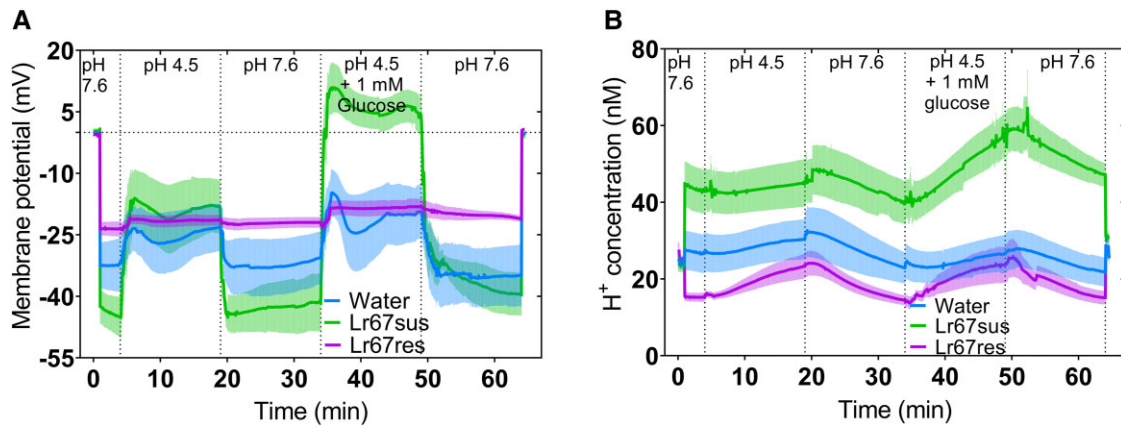 A
Membrane potential (mV)
20
5
-10
-25
-40
-55
pH
7.6
pH 4.5
pH 7.6
pH 4.5
+ 1 mM
Glucose
pH 7.6
Water
Lr67sus
Lr67res
0 10 20 30 40 50 60
Time (min)
B
H+ concentration (nM)
80
60
40
20
0
pH
7.6
pH 4.5
pH 7.6
pH 4.5
+ 1 mM
glucose
pH 7.6
Water
Lr67sus
Lr67res
0 10 20 30 40 50 60
Time (min)